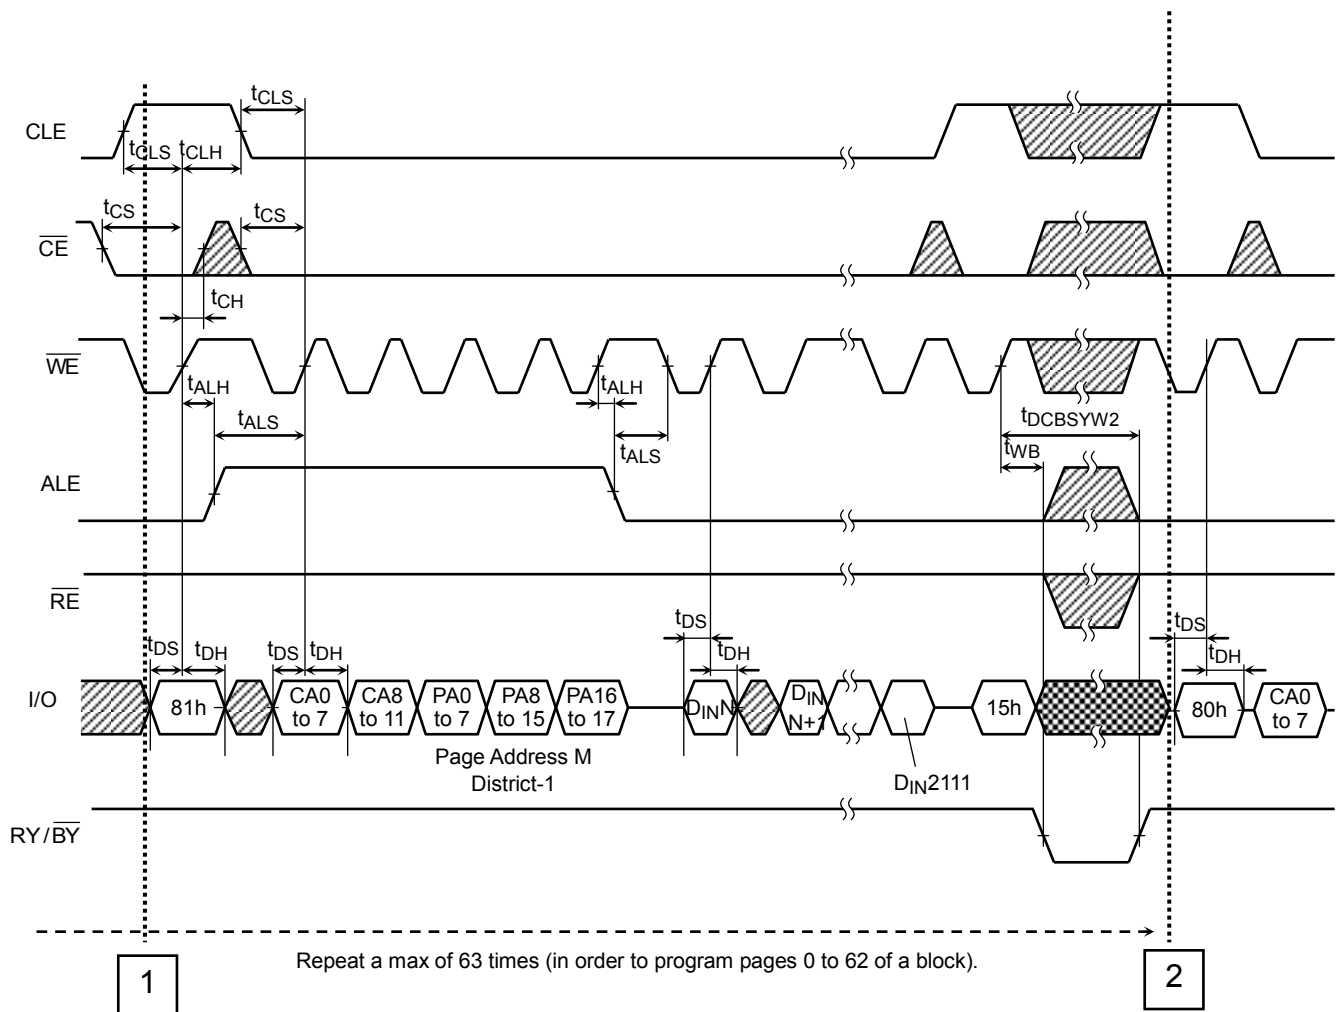 tCLS
CLE
tCLS tCLH
tCS
tCS
CE
tCH
WE
tALH
tALH
tALS
tDCBSYW2
tALS
tWB
ALE
RE
tDS
tDS
tDS tDH
tDS tDH
tDH
tDH
I/O
81h
CA0 to 7
CA8 to 11
PA0 to 7
PA8 to 15
PA16 to 17
DINN
DIN N+1
15h
80h
CA0 to 7
Page Address M
District-1
DIN2111
RY/BY
Repeat a max of 63 times (in order to program pages 0 to 62 of a block).
1
2